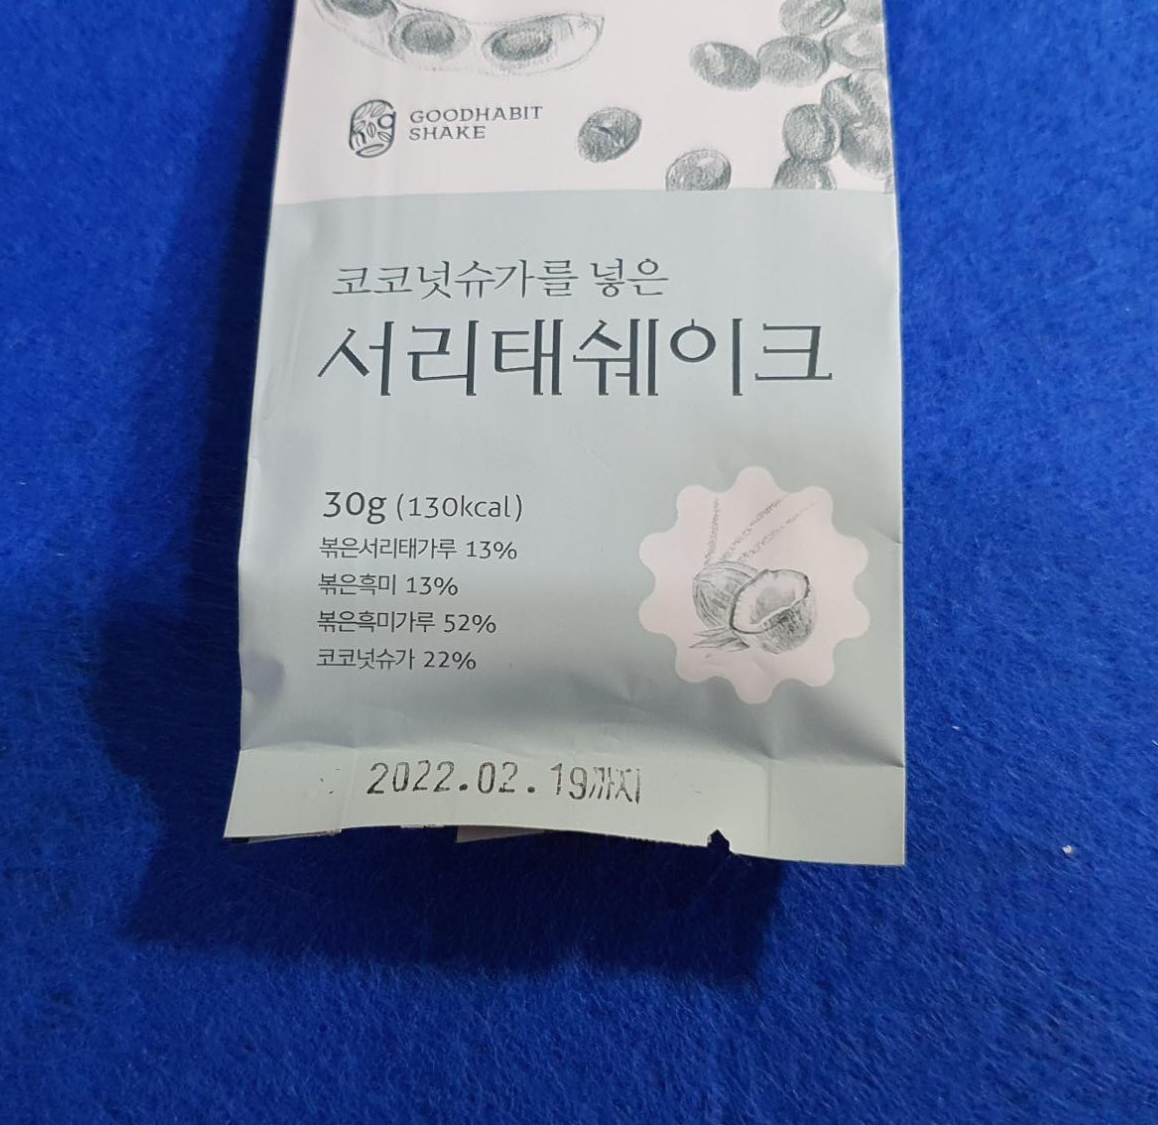 GOODHABIT
SHAKE
코코넛슈가를 넣은
서리태쉐이크
30g (130kcal)
볶은서리태가루 13%
볶은흑미 13%
볶은흑미가루 52%
코코넛슈가 22%
2022.02.19까지